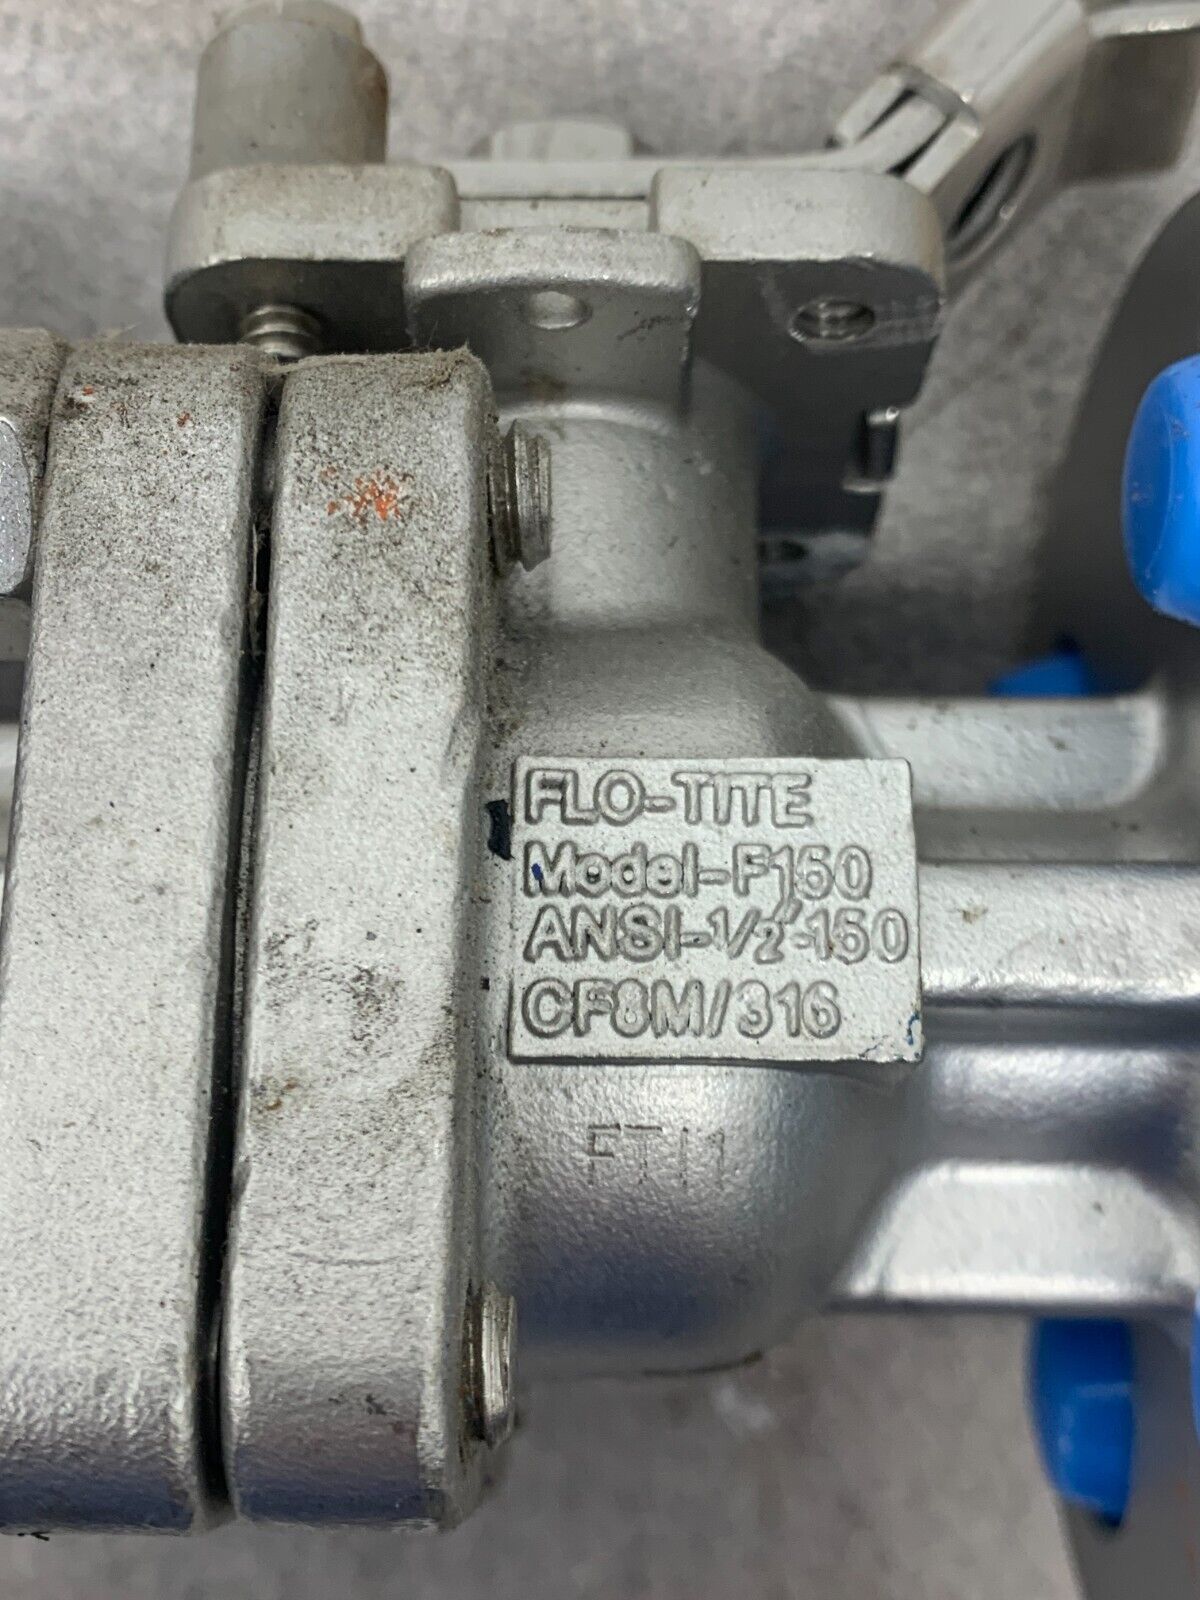 FLO-TITE
Model-F150
ANSI-1/2"-150
CF8M/316
FT11